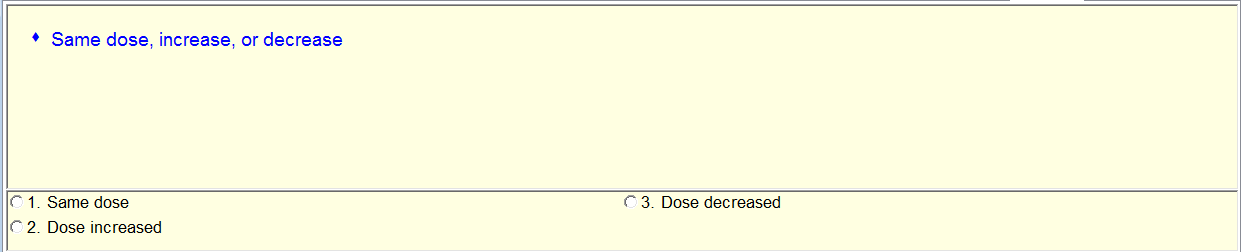 ♦ Same dose, increase, or decrease
1. Same dose
2. Dose increased
3. Dose decreased